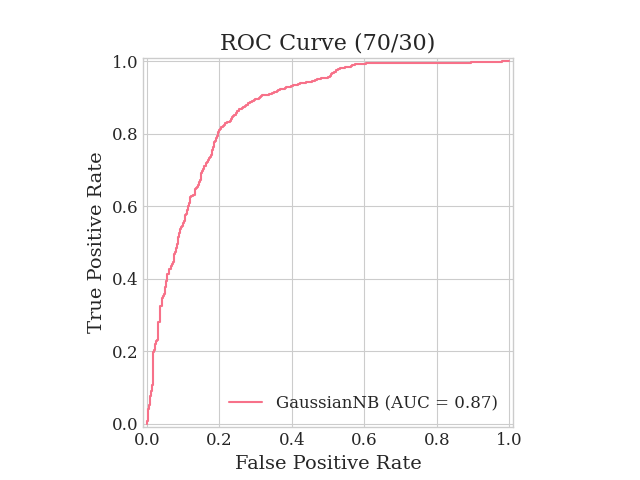 ROC Curve (70/30)
1.0
0.8
0.6
0.4
0.2
0.0
True Positive Rate
GaussianNB (AUC = 0.87)
0.0 0.2 0.4 0.6 0.8 1.0
False Positive Rate